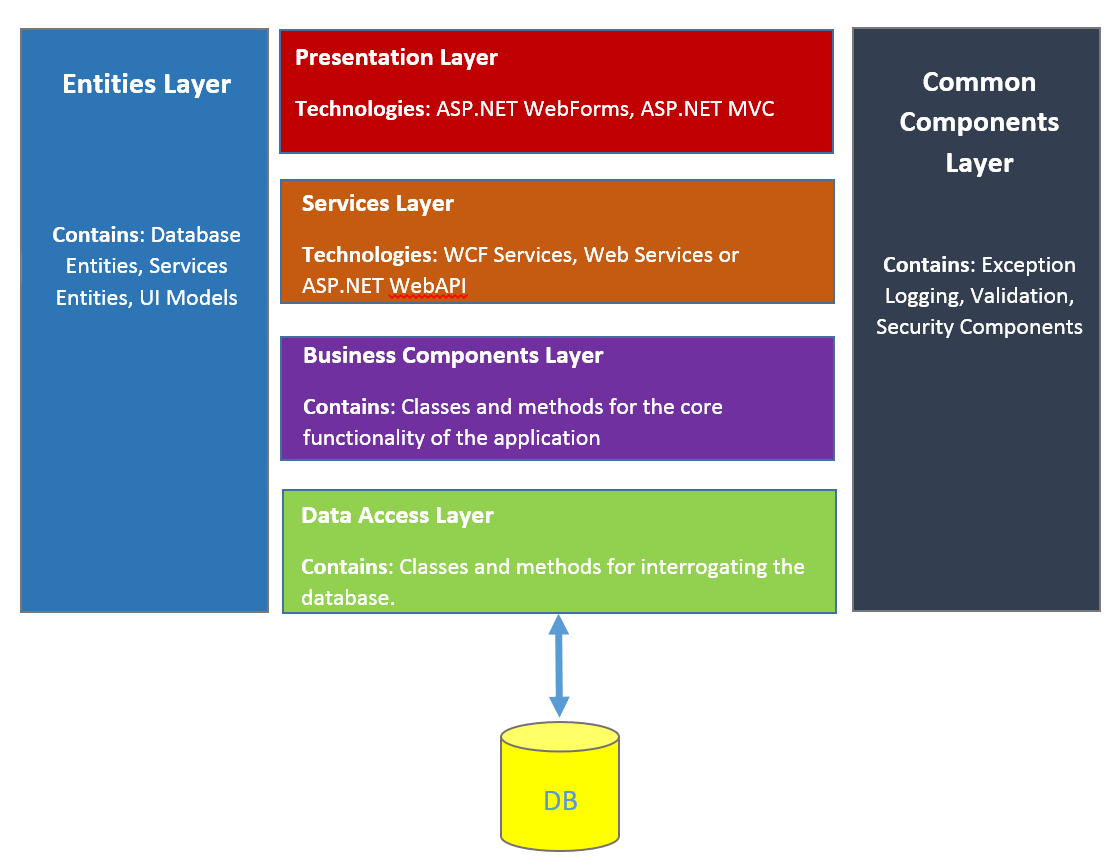 Entities Layer
Contains: Database
Entities, Services
Entities, UI Models
Presentation Layer
Technologies: ASP.NET WebForms, ASP.NET MVC
Services Layer
Technologies: WCF Services, Web Services or
ASP.NET WebAPI
Business Components Layer
Contains: Classes and methods for the core
functionality of the application
Data Access Layer
Contains: Classes and methods for interrogating the
database.
Common
Components
Layer
Contains: Exception
Logging, Validation,
Security Components
DB